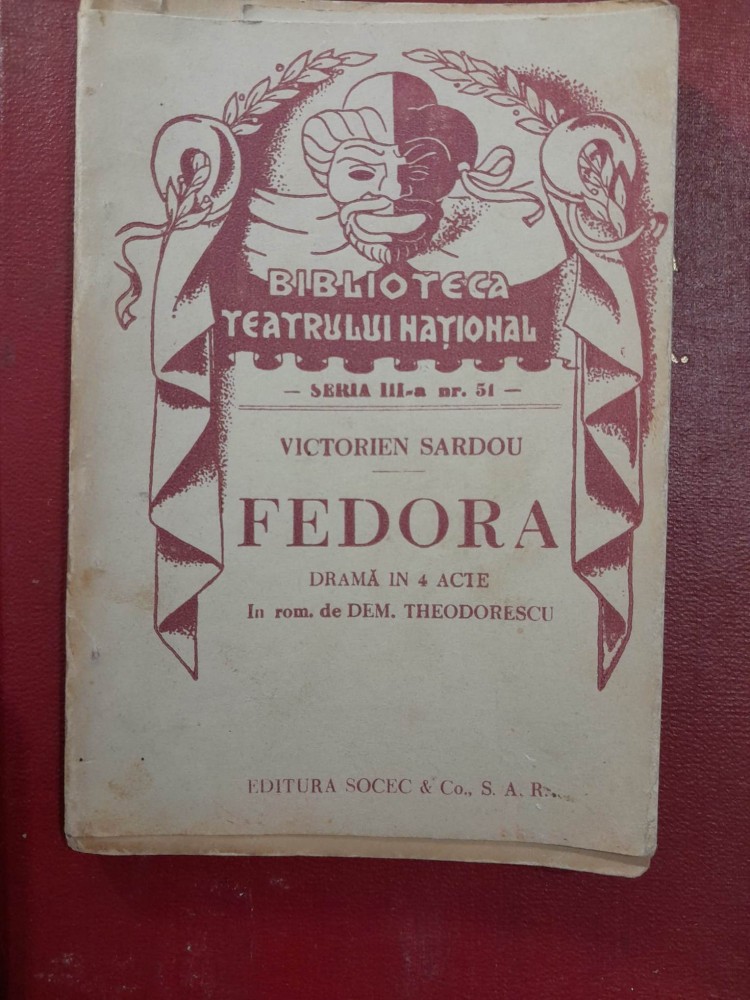 BIBLIOTECA
TEATRULUI NAȚIONAL
— SERIA III-a nr. 51 —
VICTORIEN SARDOU
FEDORA
DRAMĂ IN 4 ACTE
In rom. de DEM. THEODORESCU
EDITURA SOCEC & Co., S. A. R.